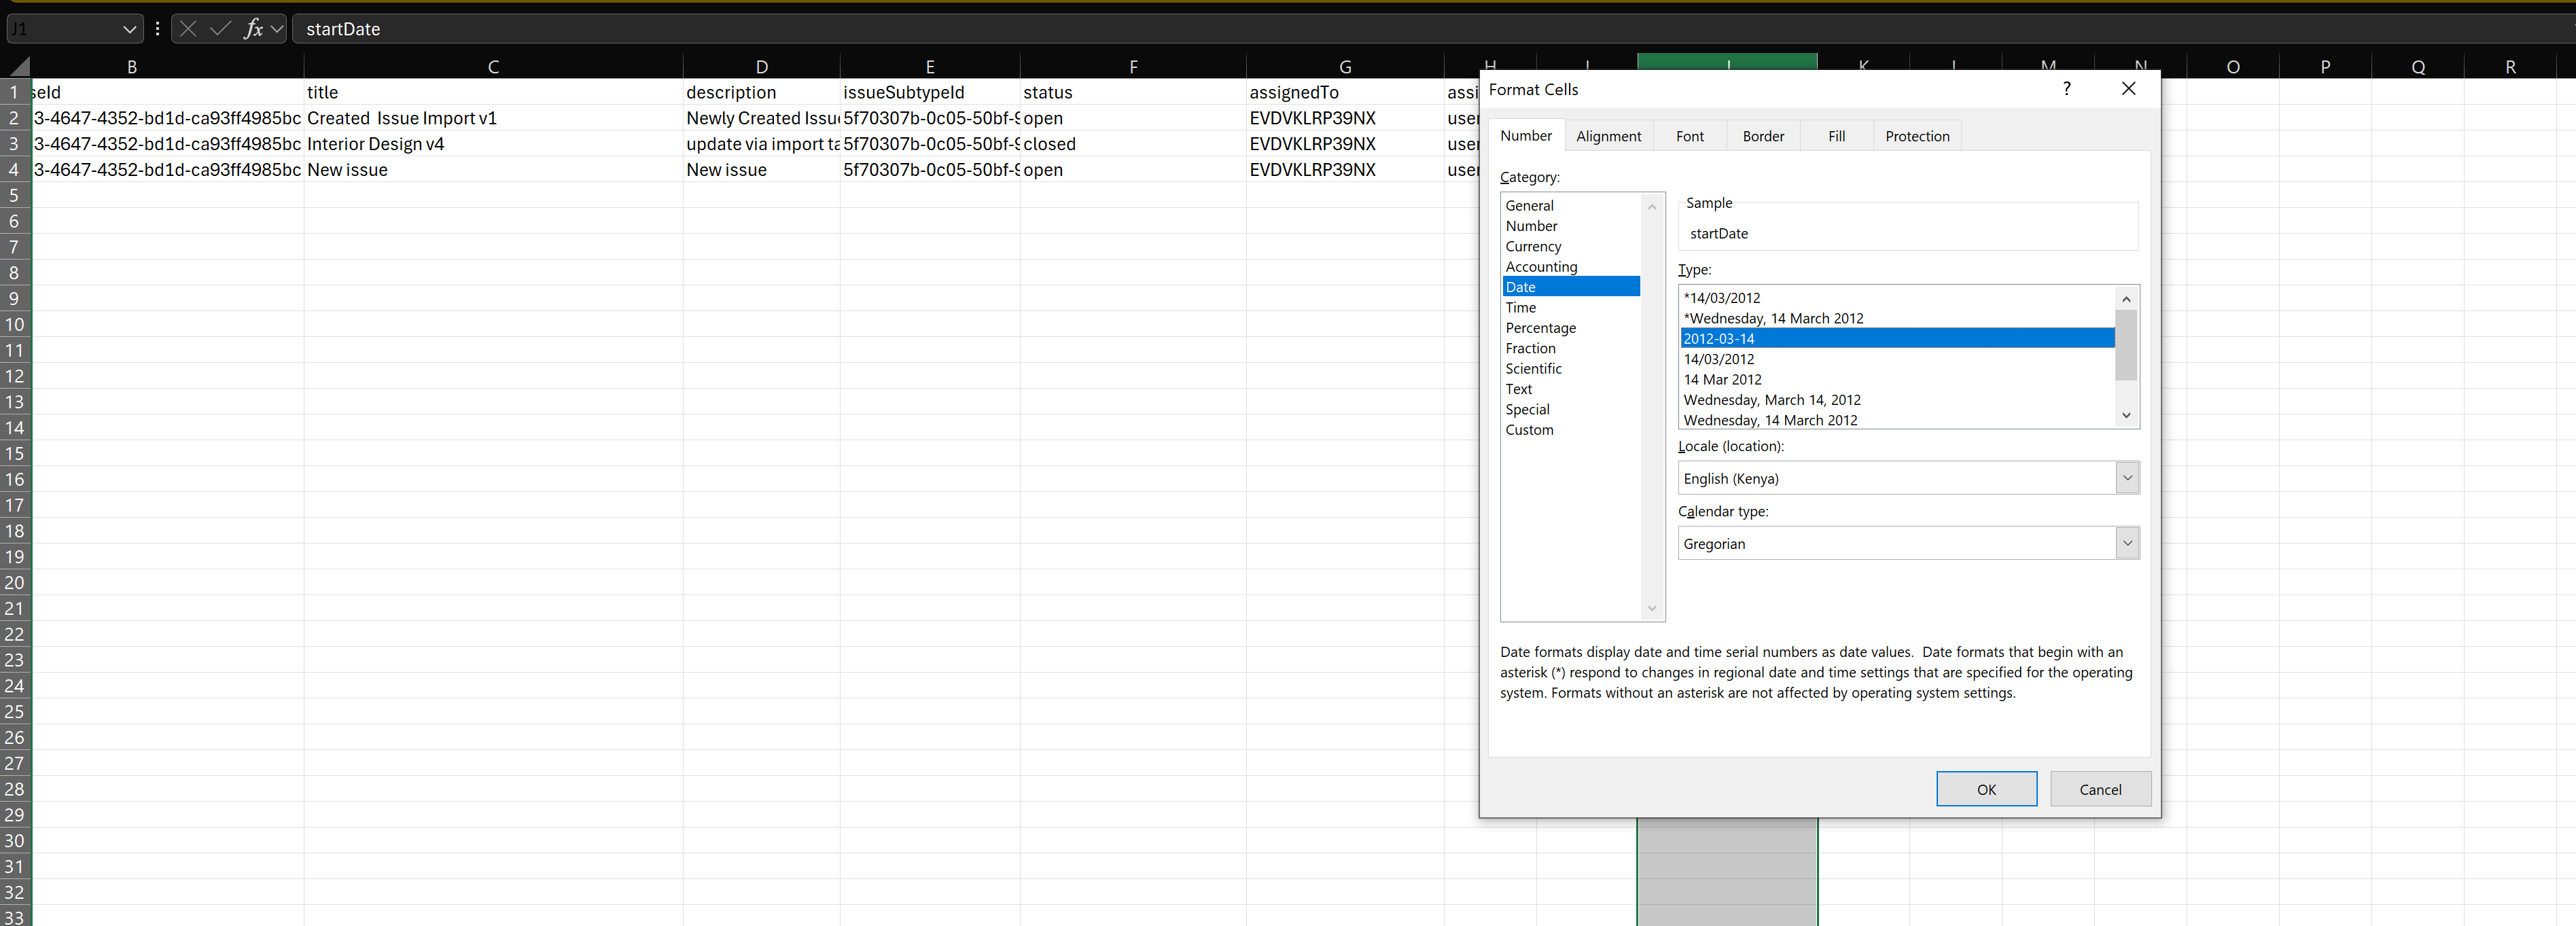 J1 fx startDate
B C D E F G H I J K L M N O P Q R
1 seId title description issueSubtypeId status assignedTo assi
2 3-4647-4352-bd1d-ca93ff4985bc Created Issue Import v1 Newly Created Issu 5f70307b-0c05-50bf-9 open EVDVKLRP39NX user
3 3-4647-4352-bd1d-ca93ff4985bc Interior Design v4 update via import ta 5f70307b-0c05-50bf-9 closed EVDVKLRP39NX user
4 3-4647-4352-bd1d-ca93ff4985bc New issue New issue 5f70307b-0c05-50bf-9 open EVDVKLRP39NX user
5
6
7
8
9
10
11
12
13
14
15
16
17
18
19
20
21
22
23
24
25
26
27
28
29
30
31
32
33
Format Cells ?
Number Alignment Font Border Fill Protection
Category:
General
Number
Currency
Accounting
Date
Time
Percentage
Fraction
Scientific
Text
Special
Custom
Sample
startDate
Type:
*14/03/2012
*Wednesday, 14 March 2012
2012-03-14
14/03/2012
14 Mar 2012
Wednesday, March 14, 2012
Wednesday, 14 March 2012
Locale (location):
English (Kenya)
Calendar type:
Gregorian
Date formats display date and time serial numbers as date values. Date formats that begin with an
asterisk (*) respond to changes in regional date and time settings that are specified for the operating
system. Formats without an asterisk are not affected by operating system settings.
OK Cancel